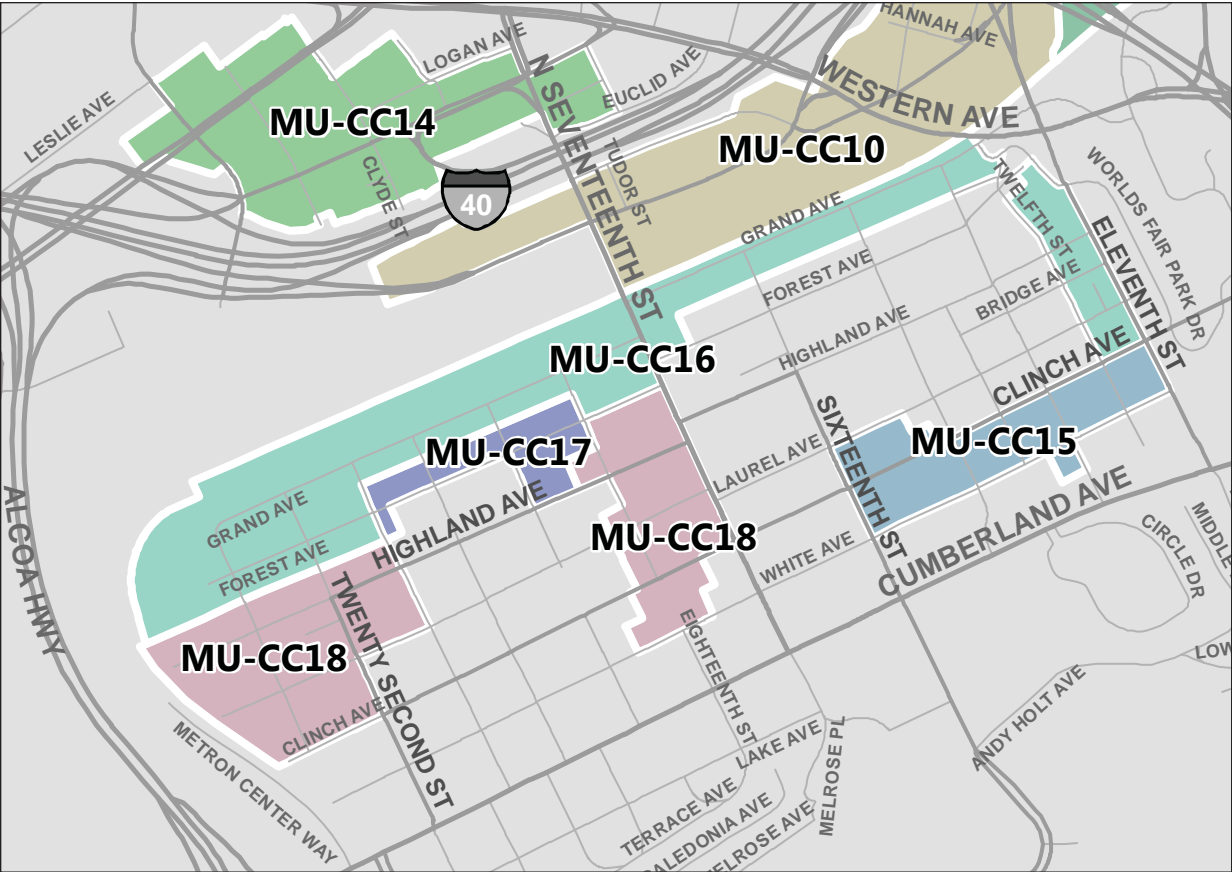 HANNAH AVE
LOGAN AVE
N SEVENTEENTH ST
WESTERN AVE
EUCLID AVE
LESLIE AVE
MU-CC14
MU-CC10
CLYDE ST
TUDOR ST
40
TWELFTH ST
WORLDS FAIR PARK DR
GRAND AVE
ELEVENTH ST
FOREST AVE
BRIDGE AVE
HIGHLAND AVE
MU-CC16
CLINCH AVE
SIXTEENTH ST
MU-CC17
MU-CC15
LAUREL AVE
HIGHLAND AVE
ALCOA HWY
GRAND AVE
MU-CC18
CUMBERLAND AVE
WHITE AVE
CIRCLE DR
MIDDLE
FOREST AVE
TWENTY SECOND ST
EIGHTEENTH ST
MU-CC18
LOW
CLINCH AVE
ANDY HOLT AVE
METRON CENTER WAY
LAKE AVE
MELROSE PL
TERRACE AVE
CALEDONIA AVE
ELROSE AVE